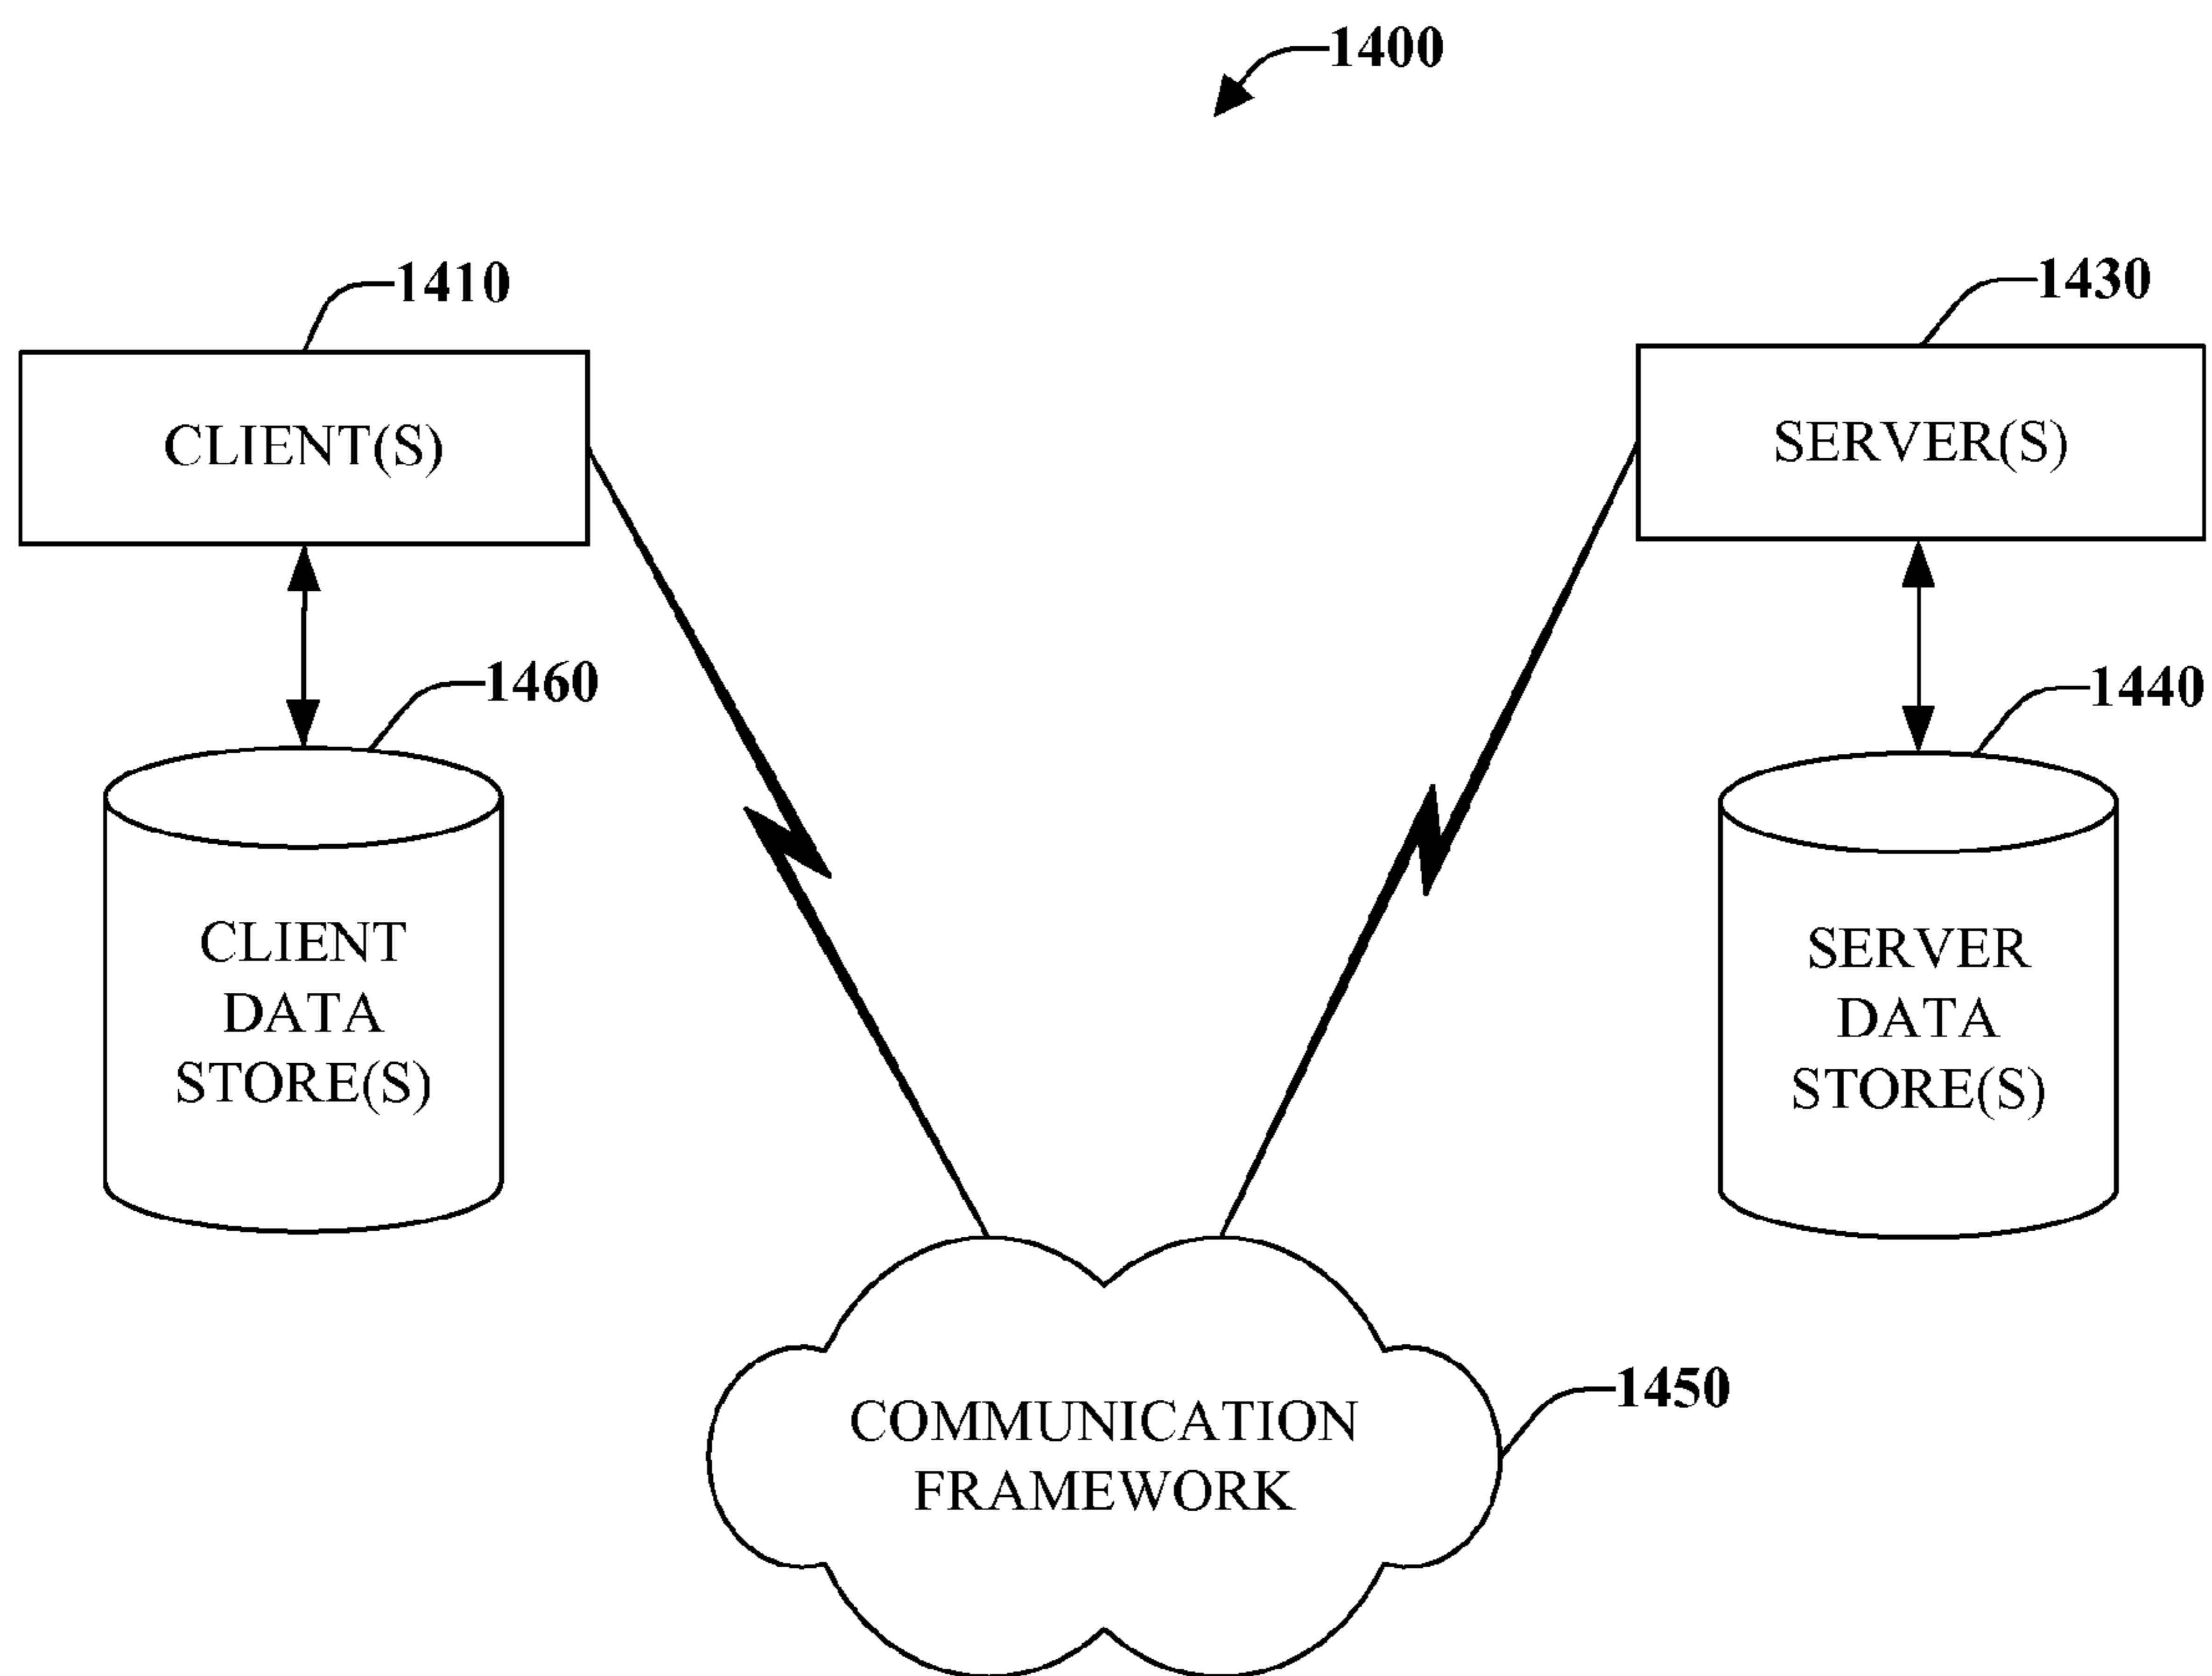 1400
1410
1430
CLIENT(S)
SERVER(S)
1460
1440
CLIENT
DATA
STORE(S)
SERVER
DATA
STORE(S)
1450
COMMUNICATION
FRAMEWORK